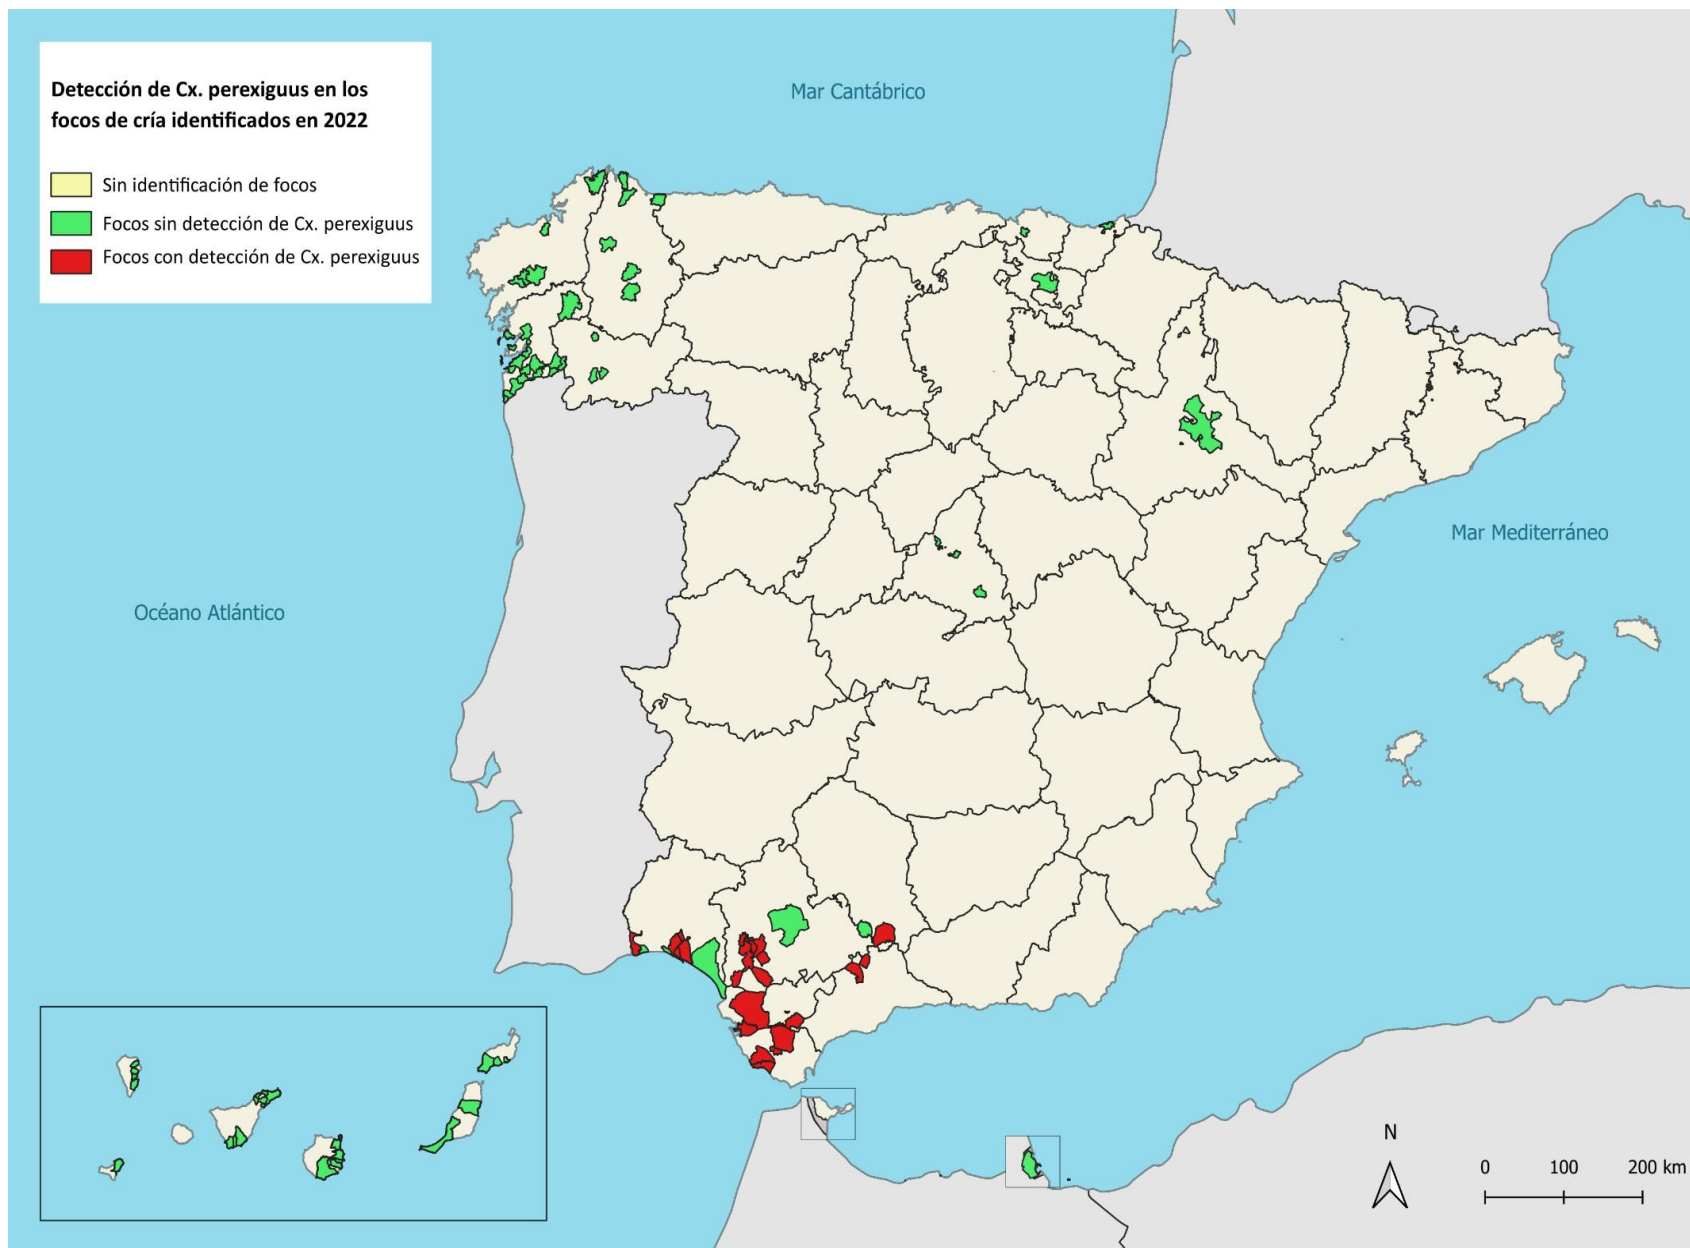 Detección de Cx. perexiguus en los
focos de cría identificados en 2022
Sin identificación de focos
Focos sin detección de Cx. perexiguus
Focos con detección de Cx. perexiguus
Mar Cantábrico
Mar Mediterráneo
Océano Atlántico
N
0 100 200 km